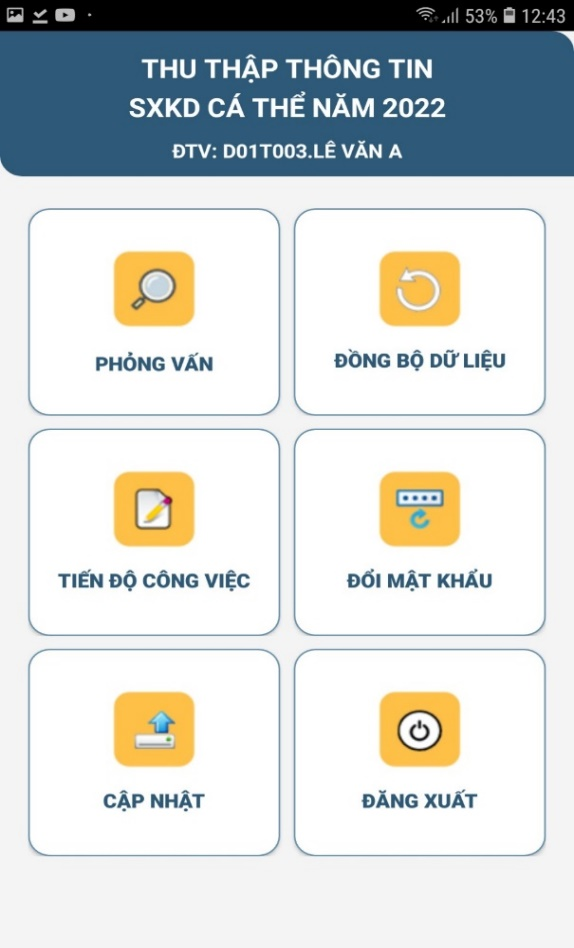 53% 12:43
THU THẬP THÔNG TIN
SXKD CÁ THỂ NĂM 2022
ĐTV: D01T003.LÊ VĂN A
PHỎNG VẤN
ĐỒNG BỘ DỮ LIỆU
TIẾN ĐỘ CÔNG VIỆC
ĐỔI MẬT KHẨU
CẬP NHẬT
ĐĂNG XUẤT